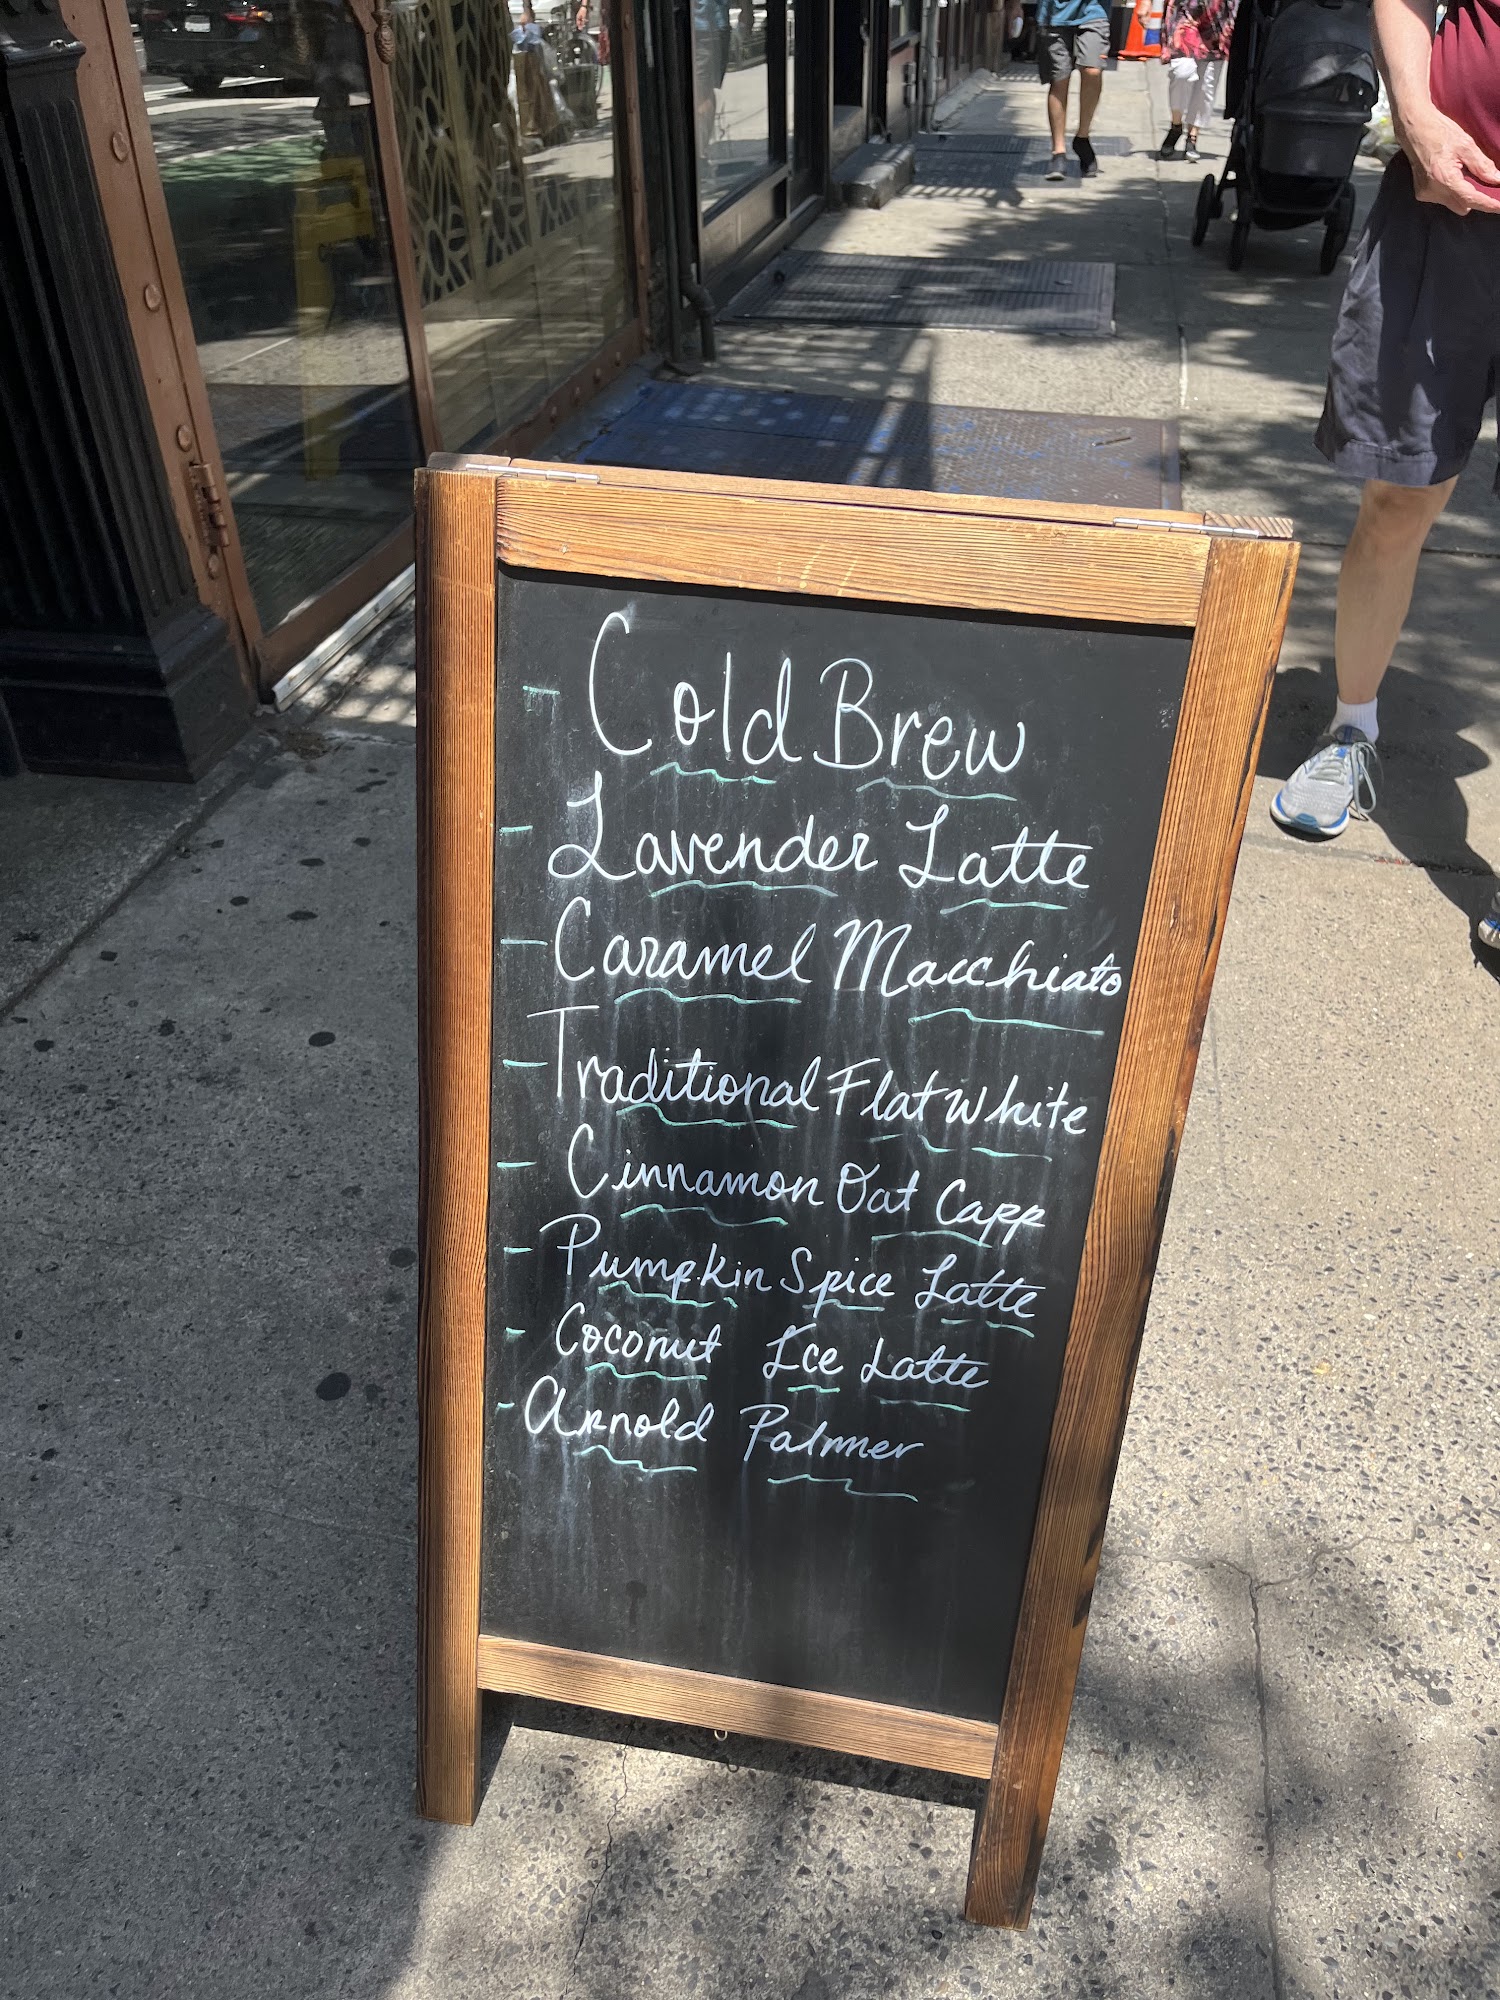 - Cold Brew
- Lavender Latte
- Caramel Macchiato
- Traditional Flat White
- Cinnamon Oat Capp
- Pumpkin Spice Latte
- Coconut Ice Latte
- Arnold Palmer